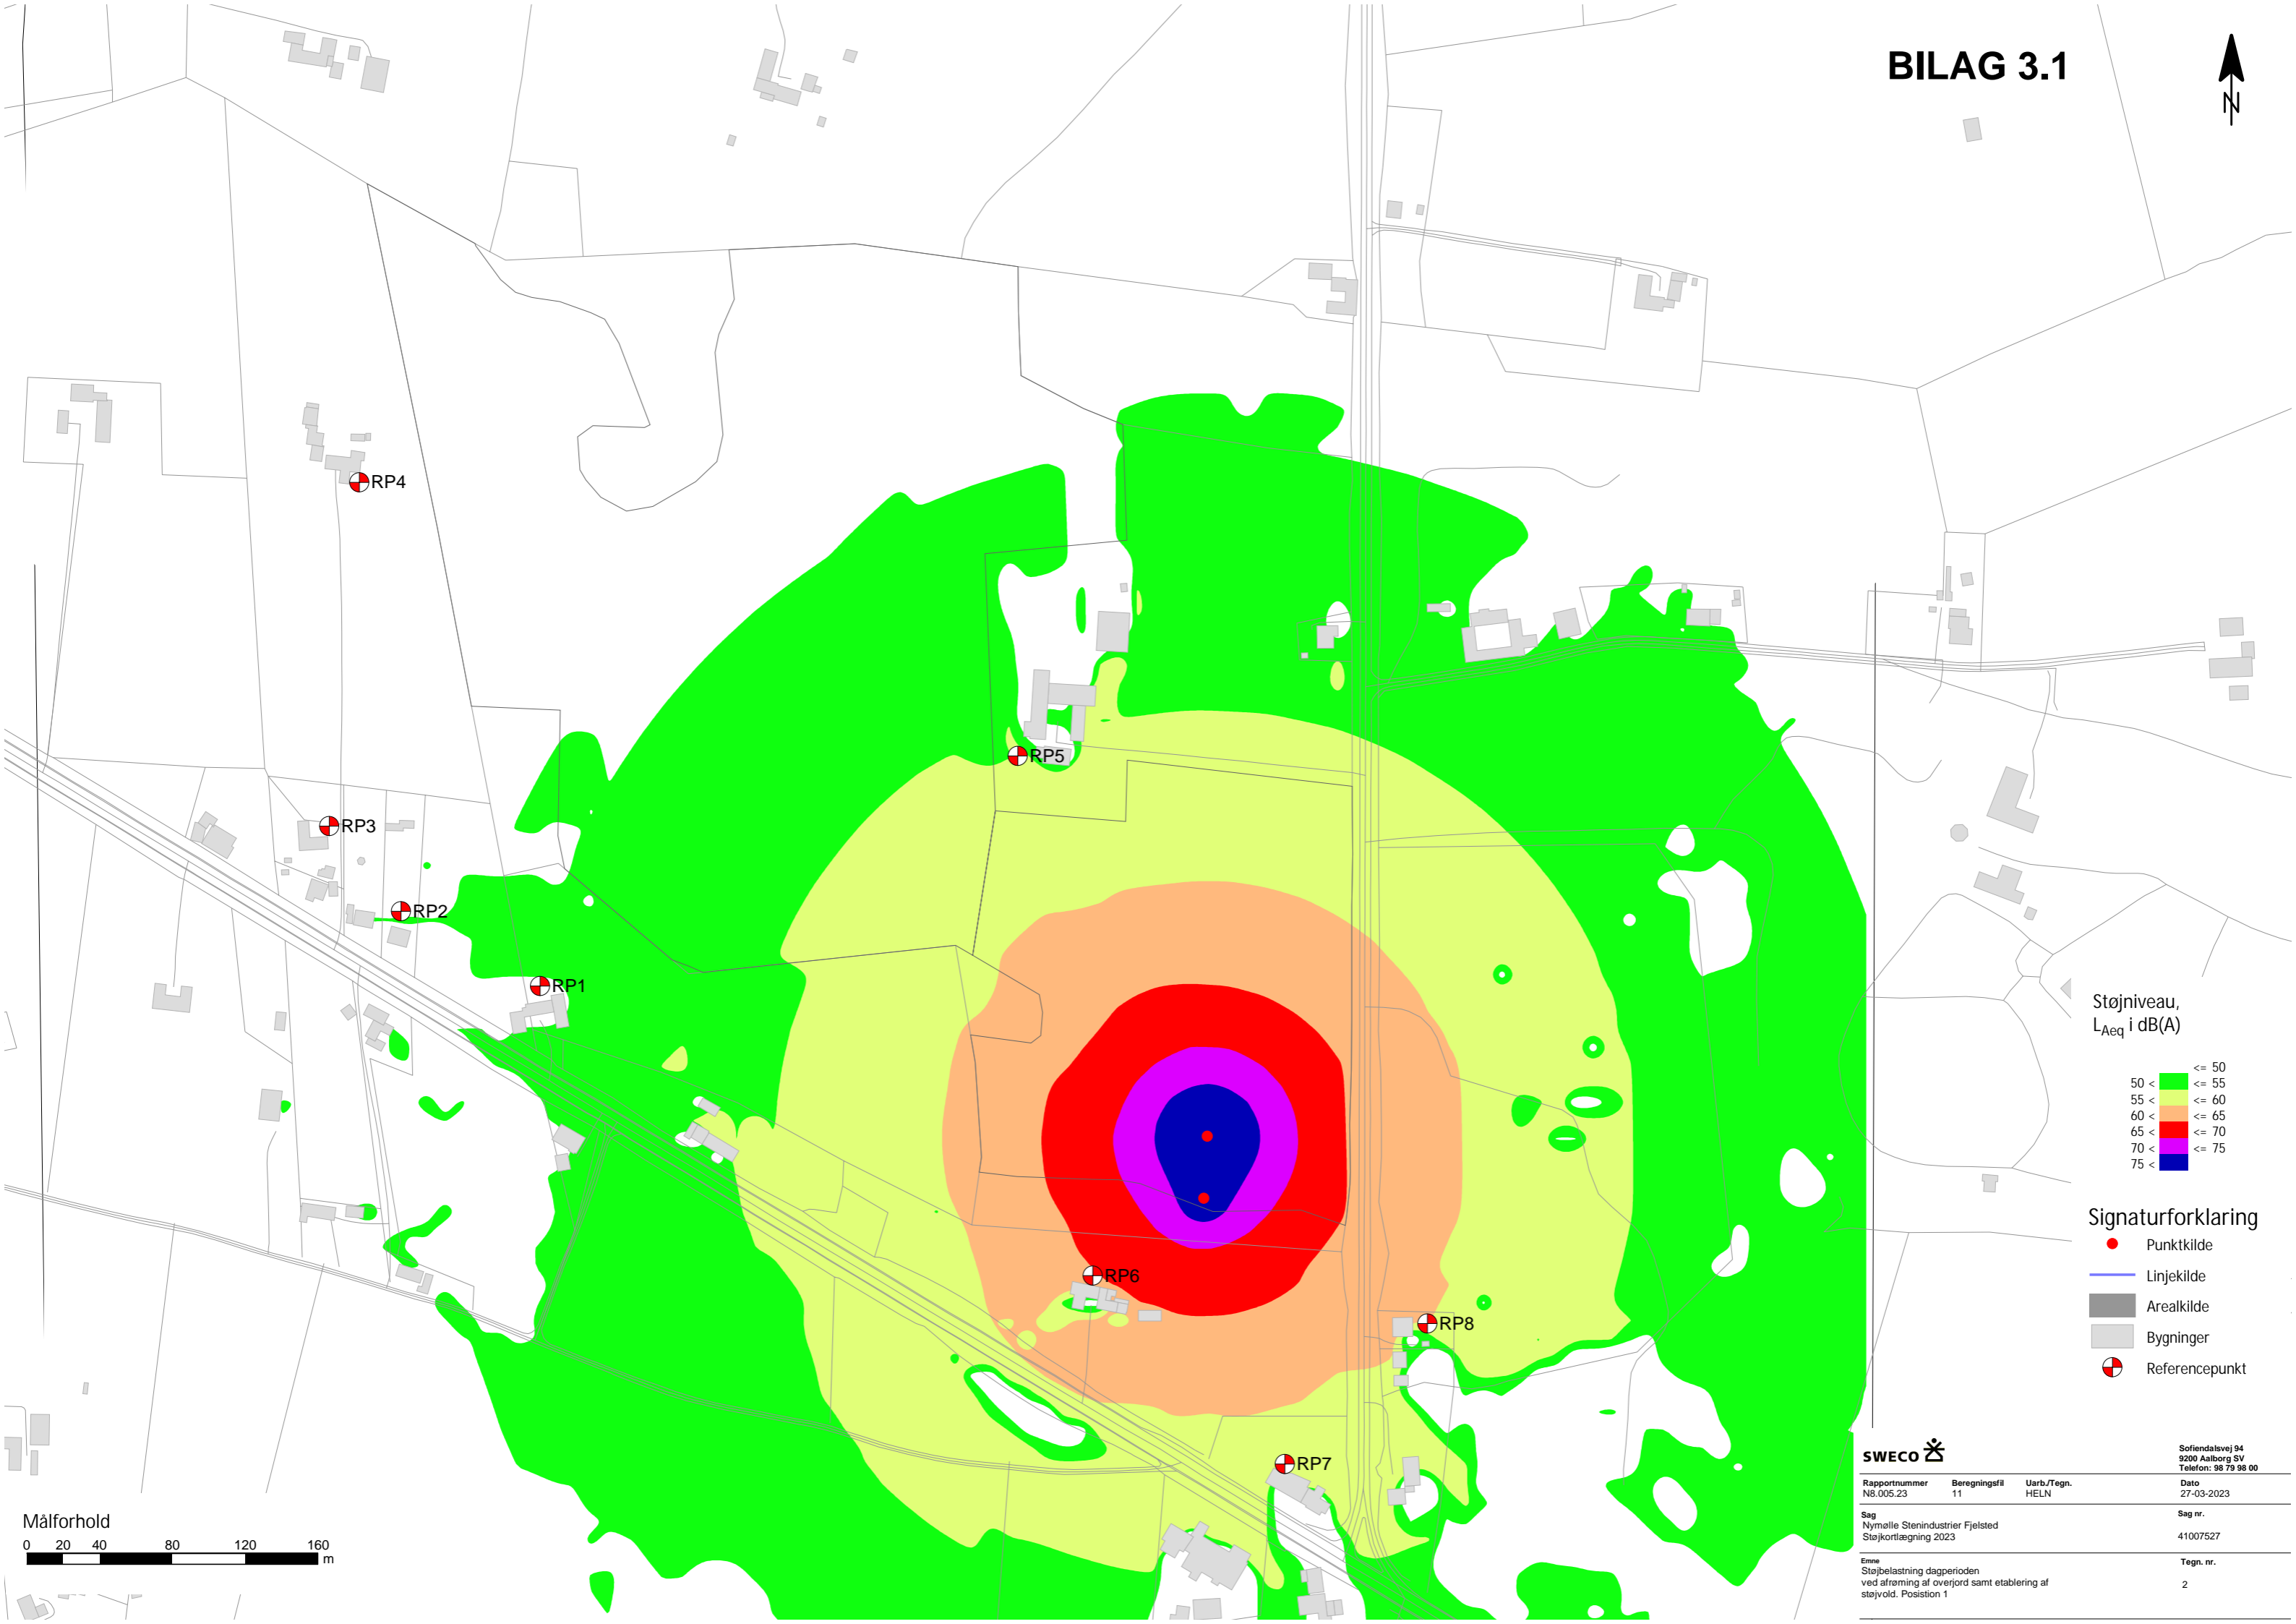 BILAG 3.1
N
RP4
RP5
RP3
RP2
RP1
RP6
RP8
RP7
Støjniveau,
LAeq i dB(A)
<= 50
50 < <= 55
55 < <= 60
60 < <= 65
65 < <= 70
70 < <= 75
75 <
Signaturforklaring
Punktkilde
Linjekilde
Arealkilde
Bygninger
Referencepunkt
Målforhold
0 20 40 80 120 160
m
SWECO
Sofiendalsvej 94
9200 Aalborg SV
Telefon: 98 79 98 00
Rapportnummer Beregningsfil Uarb./Tegn. Dato
N8.005.23 11 HELN 27-03-2023
Sag Sag nr.
Nymølle Stenindustrier Fjelsted
Støjkortlægning 2023 41007527
Emne Tegn. nr.
Støjbelastning dagperioden
ved afrøming af overjord samt etablering af
støjvold. Posistion 1
2